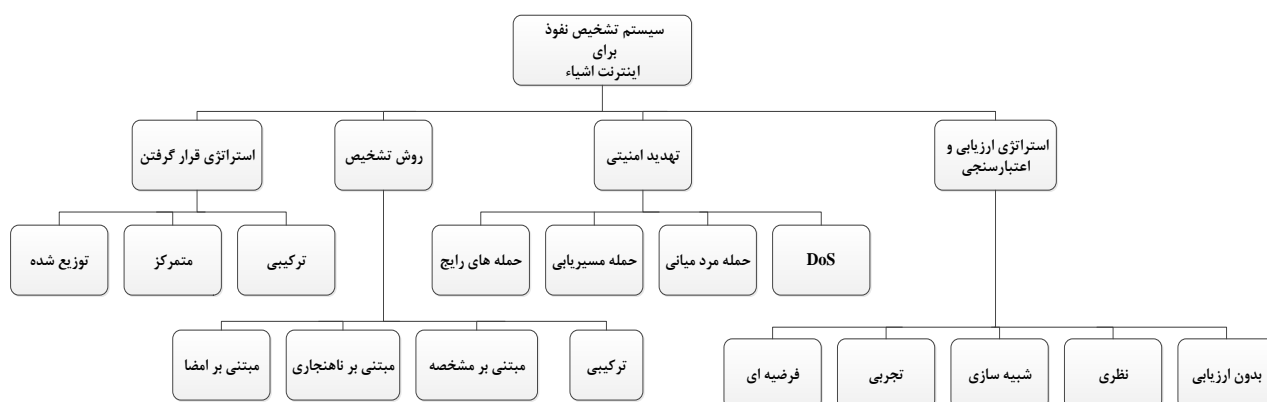 سیستم تشخیص نفوذ
برای
اینترنت اشیاء
استراتژی ارزیابی و
اعتبارسنجی
تهدید امنیتی
روش تشخیص
استراتژی قرار گرفتن
DoS
حمله مرد میانی
حمله مسیریابی
حمله های رایج
ترکیبی
متمرکز
توزیع شده
بدون ارزیابی
نظری
شبیه سازی
تجربی
فرضیه ای
ترکیبی
مبتنی بر مشخصه
مبتنی بر ناهنجاری
مبتنی بر امضا